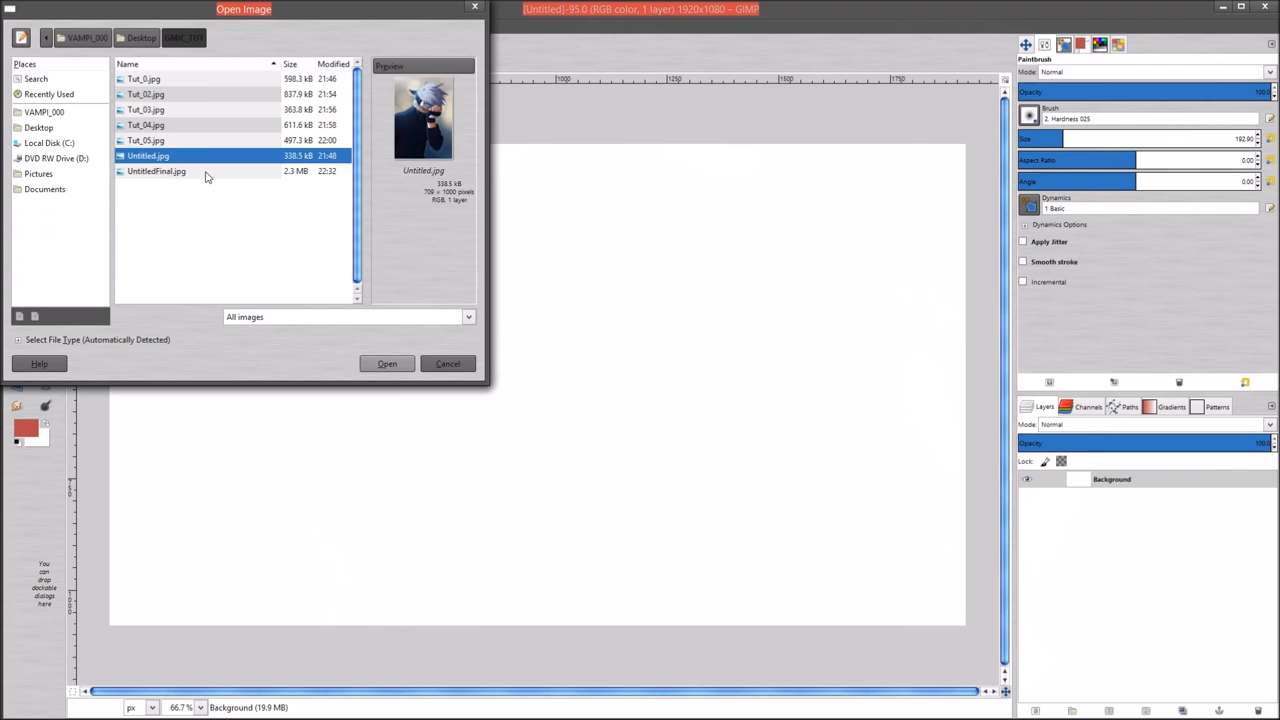 Open Image
[Untitled]-95.0 (RGB color, 1 layer) 1920x1080 – GIMP
VAMPI_000
Desktop
GMIC_TUT
Places
Search
Recently Used
VAMPI_000
Desktop
Local Disk (C:)
DVD RW Drive (D:)
Pictures
Documents
Name Size Modified
Tut_0.jpg 598.3 kB 21:46
Tut_02.jpg 837.9 kB 21:54
Tut_03.jpg 363.8 kB 21:56
Tut_04.jpg 611.6 kB 21:58
Tut_05.jpg 497.3 kB 22:00
Untitled.jpg 338.5 kB 21:48
UntitledFinal.jpg 2.3 MB 22:32
Preview
Untitled.jpg
338.5 kB
709 × 1000 pixels
RGB, 1 layer
All images
Select File Type (Automatically Detected)
Help
Open
Cancel
1000
1250
1500
1750
You
can
drop
dockable
dialogs
here
px
66.7 %
Background (19.9 MB)
Paintbrush
Mode: Normal
Opacity 100.0
Brush
2. Hardness 025
Size 192.90
Aspect Ratio 0.00
Angle 0.00
Dynamics
1 Basic
Dynamics Options
Apply Jitter
Smooth stroke
Incremental
Layers
Channels
Paths
Gradients
Patterns
Mode: Normal
Opacity 100.0
Lock:
Background